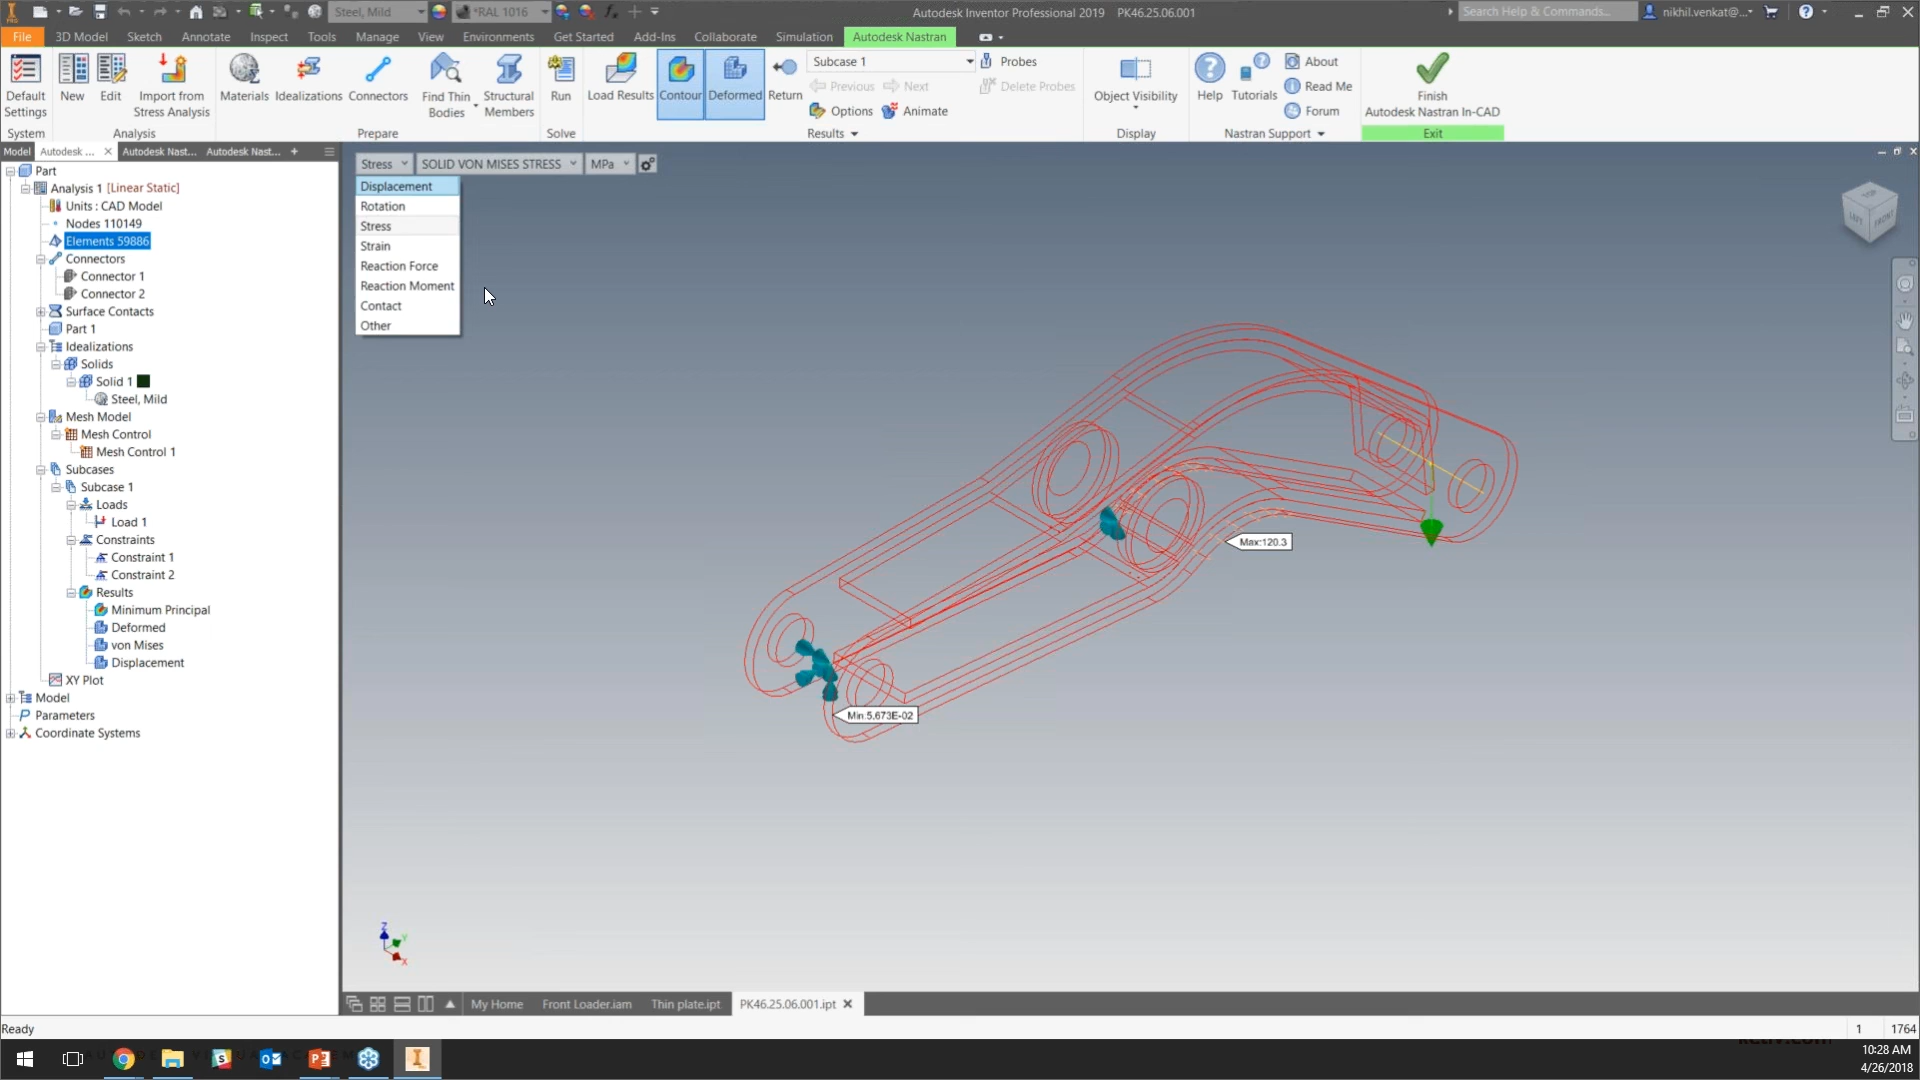 Steel, Mild
*RAL 1016
Autodesk Inventor Professional 2019 PK46.25.06.001
Search Help & Commands...
nikhil.venkat@...
PRO
File 3D Model Sketch Annotate Inspect Tools Manage View Environments Get Started Add-Ins Collaborate Simulation Autodesk Nastran
Default Settings
New
Edit
Import from Stress Analysis
Materials
Idealizations
Connectors
Find Thin Bodies
Structural Members
Run
Load Results
Contour
Deformed
Return
Subcase 1
Previous Next
Options Animate
Probes
Delete Probes
Object Visibility
Help
Tutorials
About
Read Me
Forum
Finish
Autodesk Nastran In-CAD
System Analysis Prepare Solve Results Display Nastran Support Exit
Model Autodesk ... Autodesk Nast... Autodesk Nast... +
Part
Analysis 1 [Linear Static]
Units : CAD Model
Nodes 110149
Elements 59886
Connectors
Connector 1
Connector 2
Surface Contacts
Part 1
Idealizations
Solids
Solid 1
Steel, Mild
Mesh Model
Mesh Control
Mesh Control 1
Subcases
Subcase 1
Loads
Load 1
Constraints
Constraint 1
Constraint 2
Results
Minimum Principal
Deformed
von Mises
Displacement
XY Plot
Model
Parameters
Coordinate Systems
Stress SOLID VON MISES STRESS MPa
Displacement
Rotation
Stress
Strain
Reaction Force
Reaction Moment
Contact
Other
TOP
LEFT FRONT
Max:120.3
Min:5.673E-02
Z
Y
X
My Home Front Loader.iam Thin plate.ipt PK46.25.06.001.ipt
Ready
1 1764
10:28 AM
4/26/2018